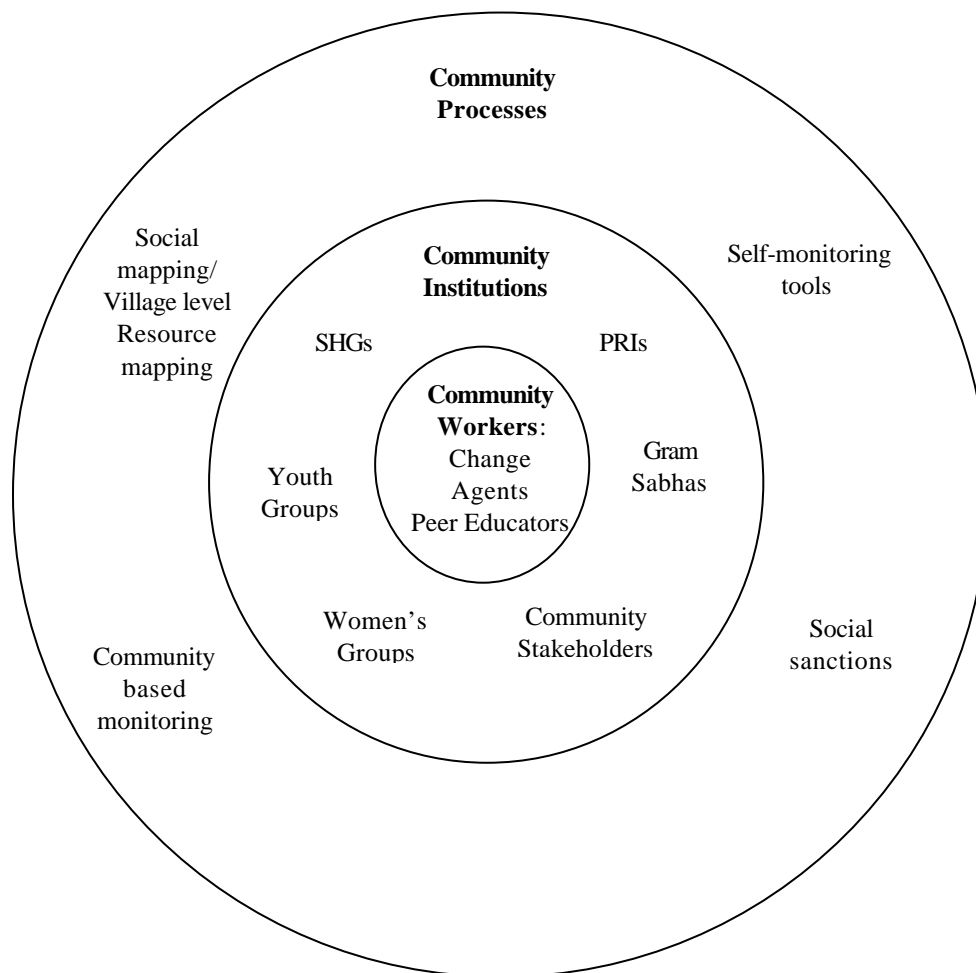 Community
Processes
Social
mapping/
Village level
Resource
mapping
Self-monitoring
tools
Community
Institutions
SHGs
PRIs
Community
Workers:
Change
Agents
Peer Educators
Youth
Groups
Gram
Sabhas
Women’s
Groups
Community
Stakeholders
Community
based
monitoring
Social
sanctions